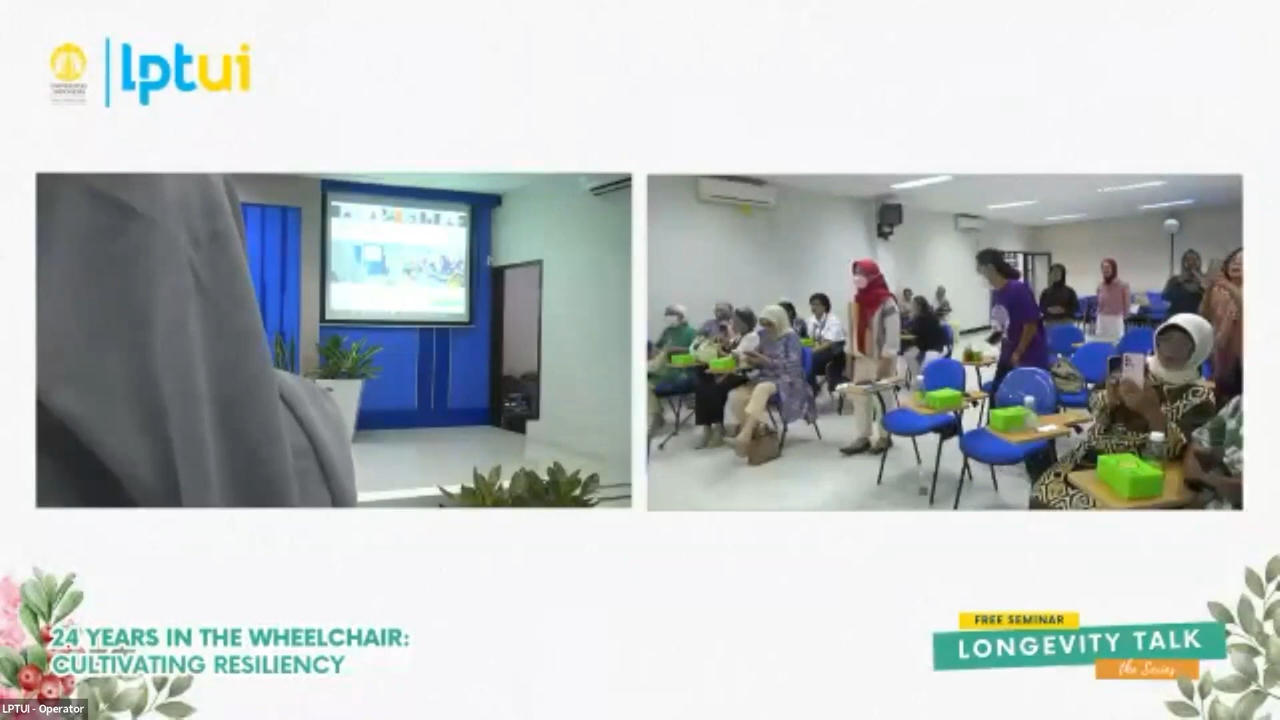 lptui
24 YEARS IN THE WHEELCHAIR:
CULTIVATING RESILIENCY
FREE SEMINAR
LONGEVITY TALK
the Series
LPTUI - Operator